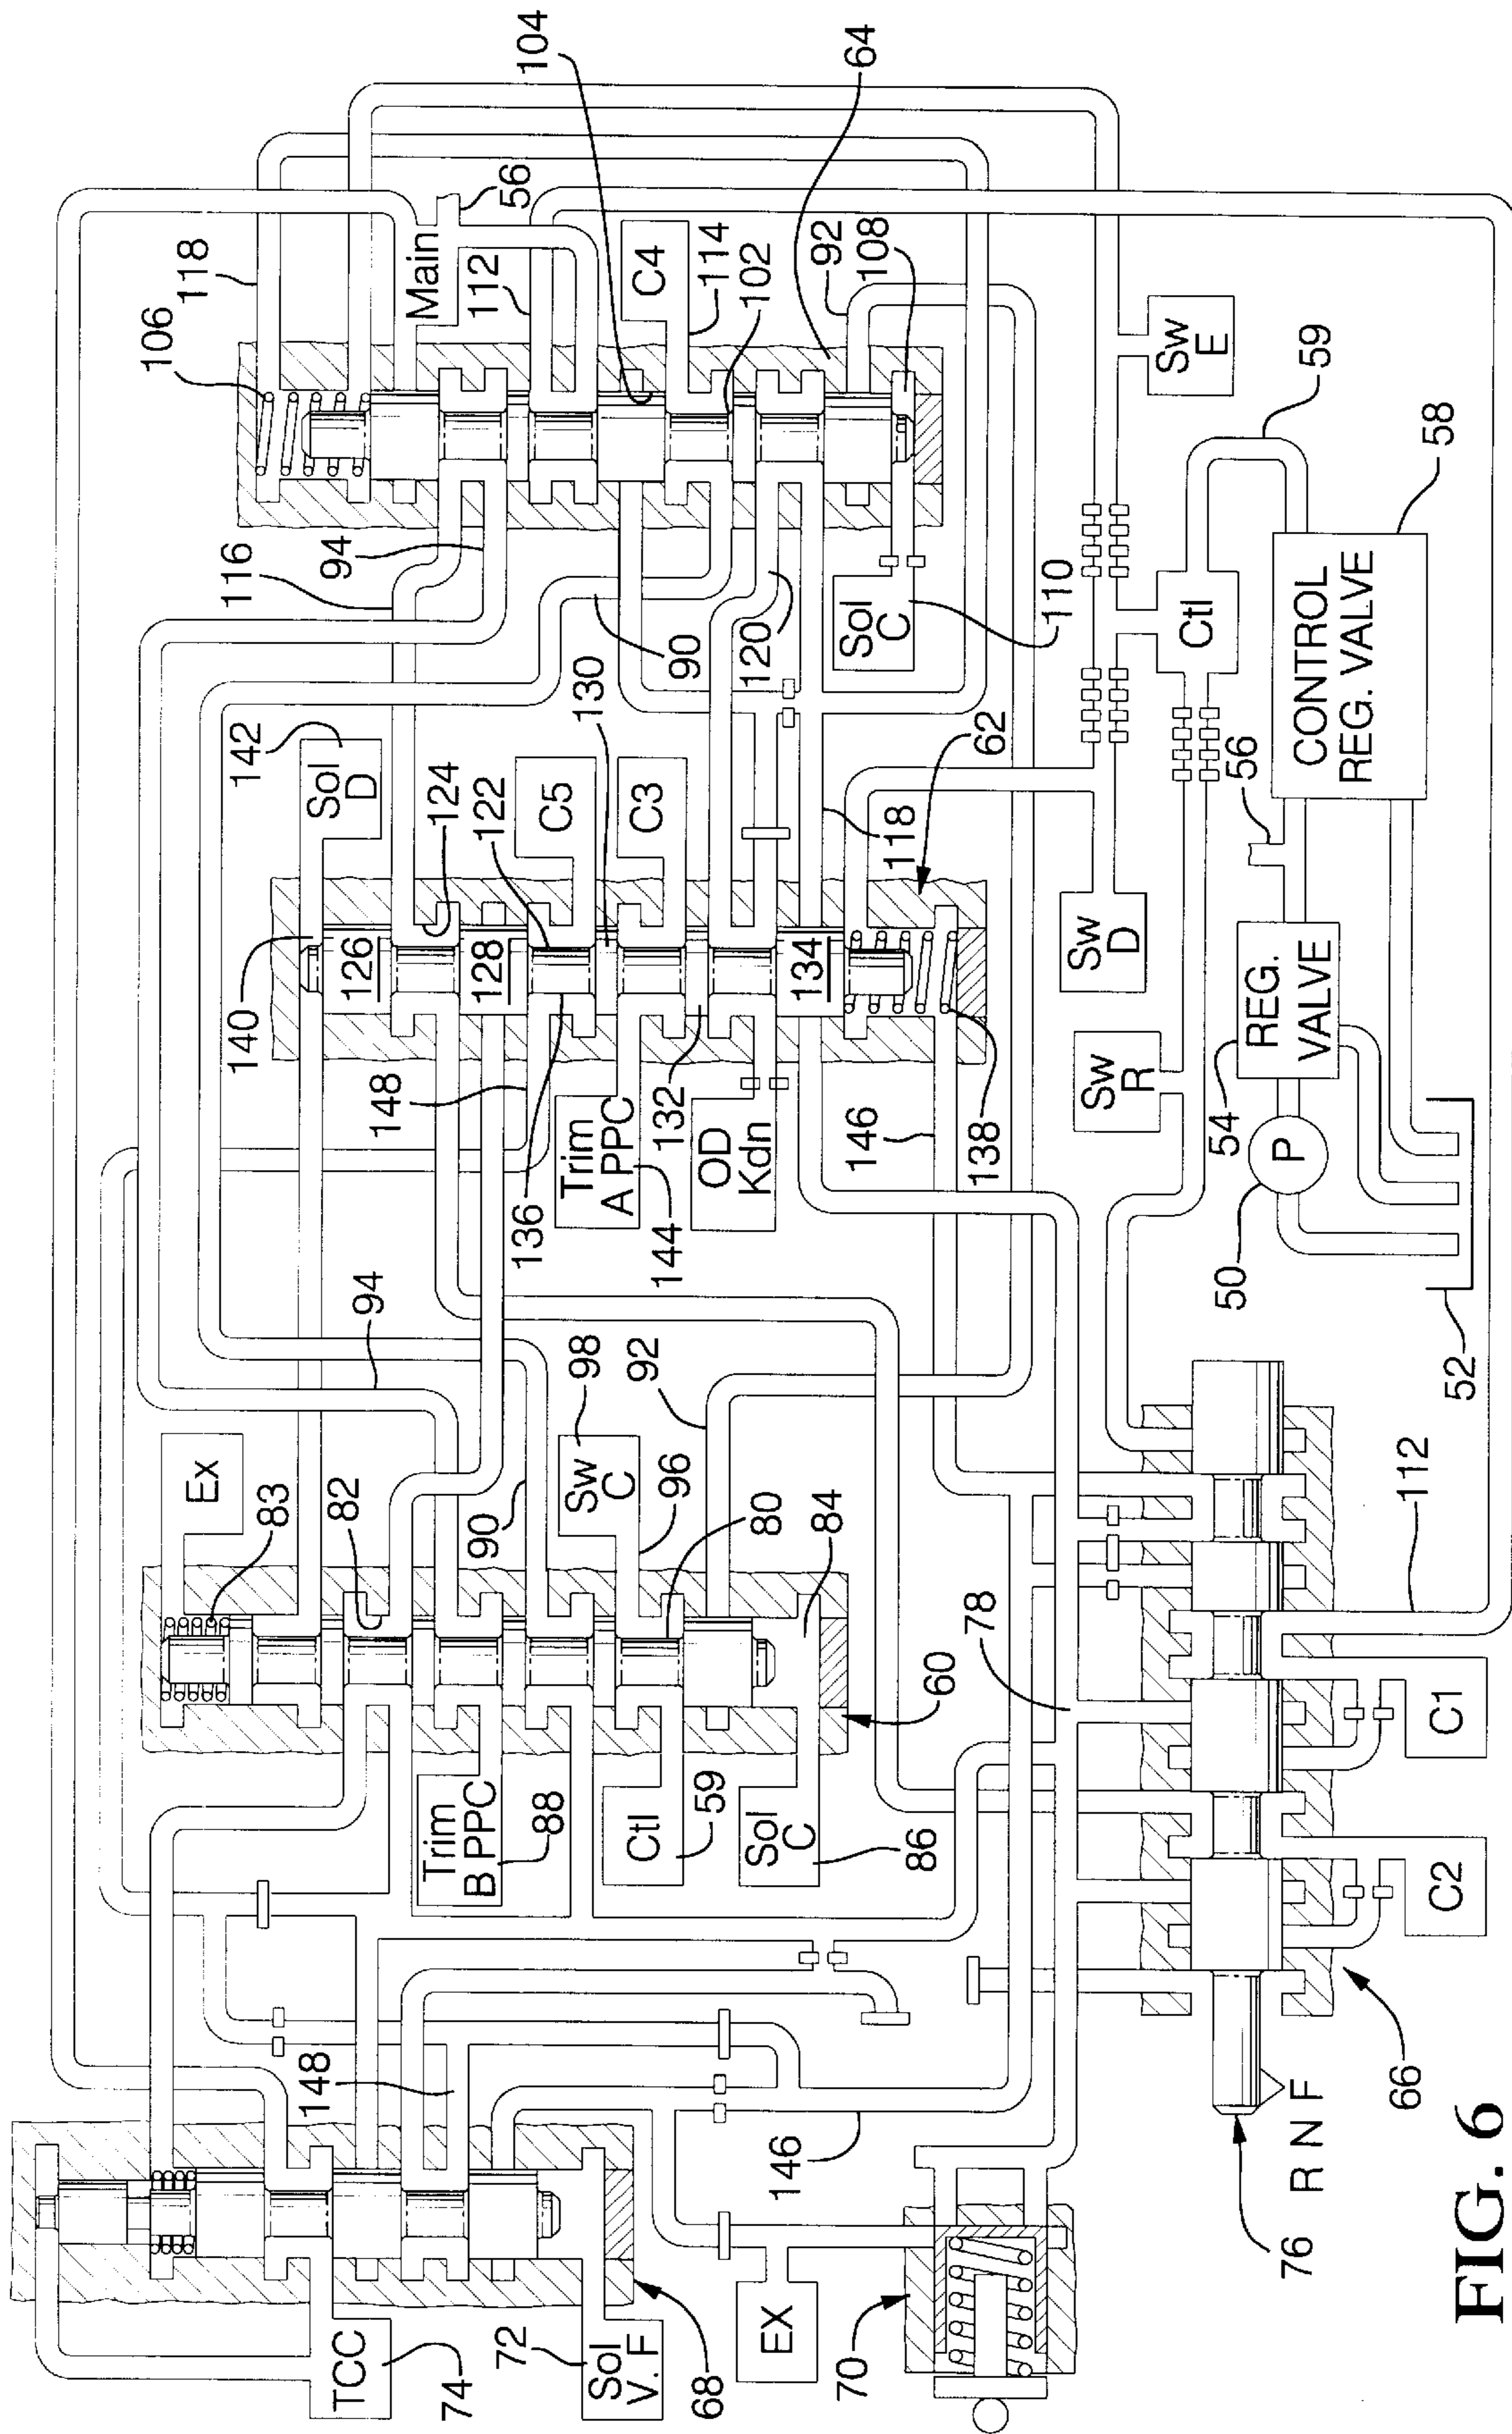 TCC
74
72
Sol
V. F
68
148
EX
146
70
Ex
83
82
94
Trim
B PPC
88
90
Sw
C
98
96
92
Ctl
59
80
Sol
C
86
84
60
78
112
C2
C1
66
76
R N F
140
142
Sol
D
126
124
128
122
148
136
C5
130
Trim
A PPC
144
C3
132
OD
Kdn
134
118
146
138
62
116
94
90
120
Sol
C
110
106
118
Main
56
112
104
C4
114
102
92
64
108
Sw
R
Sw
D
Ctl
Sw
E
59
50
P
54
REG.
VALVE
56
CONTROL
REG. VALVE
58
52
FIG. 6